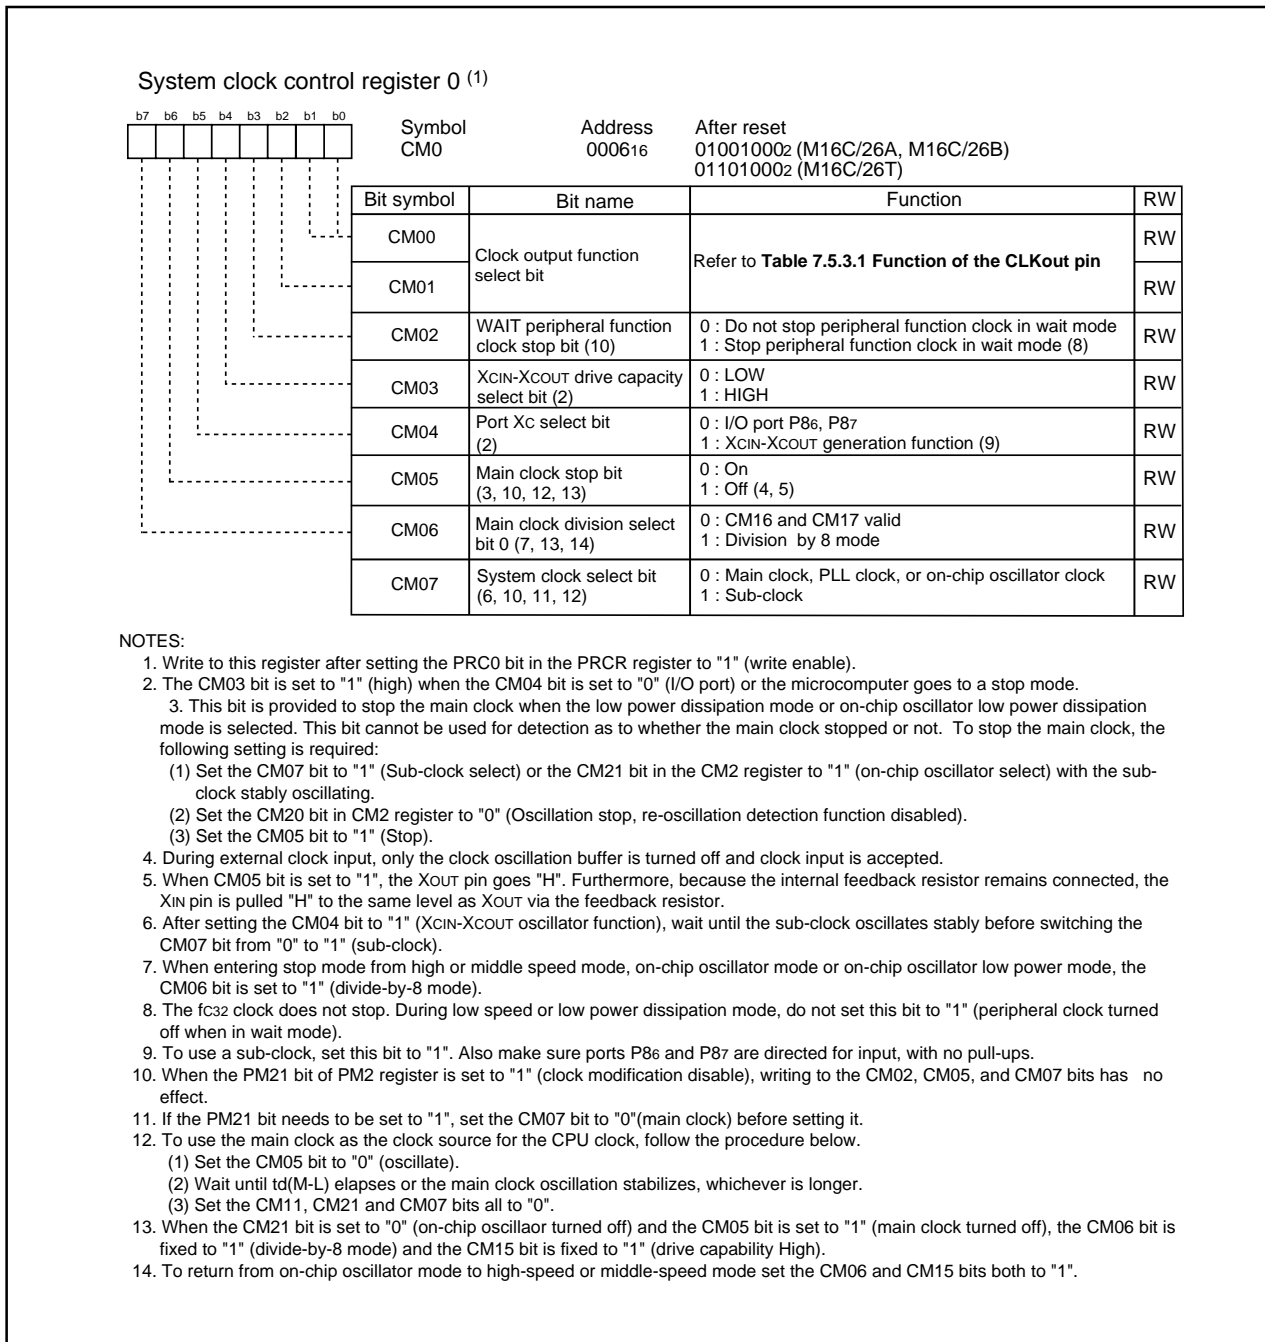 System clock control register 0 (1)
b7 b6 b5 b4 b3 b2 b1 b0
Symbol Address After reset
CM0 000616 010010002 (M16C/26A, M16C/26B)
011010002 (M16C/26T)
Bit symbol Bit name Function RW
CM00 RW
Clock output function
select bit
Refer to Table 7.5.3.1 Function of the CLKout pin
CM01 RW
CM02 WAIT peripheral function 0 : Do not stop peripheral function clock in wait mode RW
clock stop bit (10) 1 : Stop peripheral function clock in wait mode (8)
CM03 XCIN-XCOUT drive capacity 0 : LOW RW
select bit (2) 1 : HIGH
CM04 Port XC select bit 0 : I/O port P86, P87 RW
(2) 1 : XCIN-XCOUT generation function (9)
CM05 Main clock stop bit 0 : On RW
(3, 10, 12, 13) 1 : Off (4, 5)
CM06 Main clock division select 0 : CM16 and CM17 valid RW
bit 0 (7, 13, 14) 1 : Division by 8 mode
CM07 System clock select bit 0 : Main clock, PLL clock, or on-chip oscillator clock RW
(6, 10, 11, 12) 1 : Sub-clock
NOTES:
1. Write to this register after setting the PRC0 bit in the PRCR register to "1" (write enable).
2. The CM03 bit is set to "1" (high) when the CM04 bit is set to "0" (I/O port) or the microcomputer goes to a stop mode.
3. This bit is provided to stop the main clock when the low power dissipation mode or on-chip oscillator low power dissipation
mode is selected. This bit cannot be used for detection as to whether the main clock stopped or not. To stop the main clock, the
following setting is required:
(1) Set the CM07 bit to "1" (Sub-clock select) or the CM21 bit in the CM2 register to "1" (on-chip oscillator select) with the sub-
clock stably oscillating.
(2) Set the CM20 bit in CM2 register to "0" (Oscillation stop, re-oscillation detection function disabled).
(3) Set the CM05 bit to "1" (Stop).
4. During external clock input, only the clock oscillation buffer is turned off and clock input is accepted.
5. When CM05 bit is set to "1", the XOUT pin goes "H". Furthermore, because the internal feedback resistor remains connected, the
XIN pin is pulled "H" to the same level as XOUT via the feedback resistor.
6. After setting the CM04 bit to "1" (XCIN-XCOUT oscillator function), wait until the sub-clock oscillates stably before switching the
CM07 bit from "0" to "1" (sub-clock).
7. When entering stop mode from high or middle speed mode, on-chip oscillator mode or on-chip oscillator low power mode, the
CM06 bit is set to "1" (divide-by-8 mode).
8. The fC32 clock does not stop. During low speed or low power dissipation mode, do not set this bit to "1" (peripheral clock turned
off when in wait mode).
9. To use a sub-clock, set this bit to "1". Also make sure ports P86 and P87 are directed for input, with no pull-ups.
10. When the PM21 bit of PM2 register is set to "1" (clock modification disable), writing to the CM02, CM05, and CM07 bits has no
effect.
11. If the PM21 bit needs to be set to "1", set the CM07 bit to "0"(main clock) before setting it.
12. To use the main clock as the clock source for the CPU clock, follow the procedure below.
(1) Set the CM05 bit to "0" (oscillate).
(2) Wait until td(M-L) elapses or the main clock oscillation stabilizes, whichever is longer.
(3) Set the CM11, CM21 and CM07 bits all to "0".
13. When the CM21 bit is set to "0" (on-chip oscillaor turned off) and the CM05 bit is set to "1" (main clock turned off), the CM06 bit is
fixed to "1" (divide-by-8 mode) and the CM15 bit is fixed to "1" (drive capability High).
14. To return from on-chip oscillator mode to high-speed or middle-speed mode set the CM06 and CM15 bits both to "1".